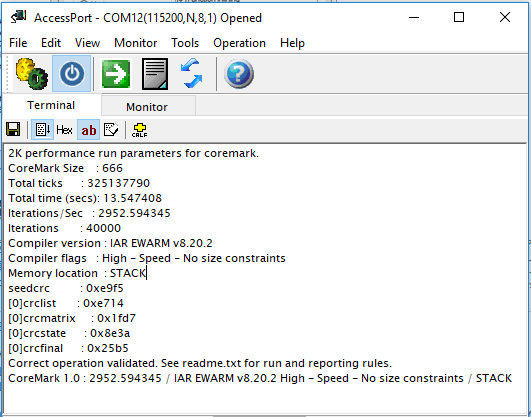 AccessPort - COM12(115200,N,8,1) Opened
File Edit View Monitor Tools Operation Help
Terminal Monitor
Hex ab CRLF
2K performance run parameters for coremark.
CoreMark Size : 666
Total ticks : 325137790
Total time (secs): 13.547408
Iterations/Sec : 2952.594345
Iterations : 40000
Compiler version : IAR EWARM v8.20.2
Compiler flags : High - Speed - No size constraints
Memory location : STACK
seedcrc : 0xe9f5
[0]crclist : 0xe714
[0]crcmatrix : 0x1fd7
[0]crcstate : 0x8e3a
[0]crcfinal : 0x25b5
Correct operation validated. See readme.txt for run and reporting rules.
CoreMark 1.0 : 2952.594345 / IAR EWARM v8.20.2 High - Speed - No size constraints / STACK